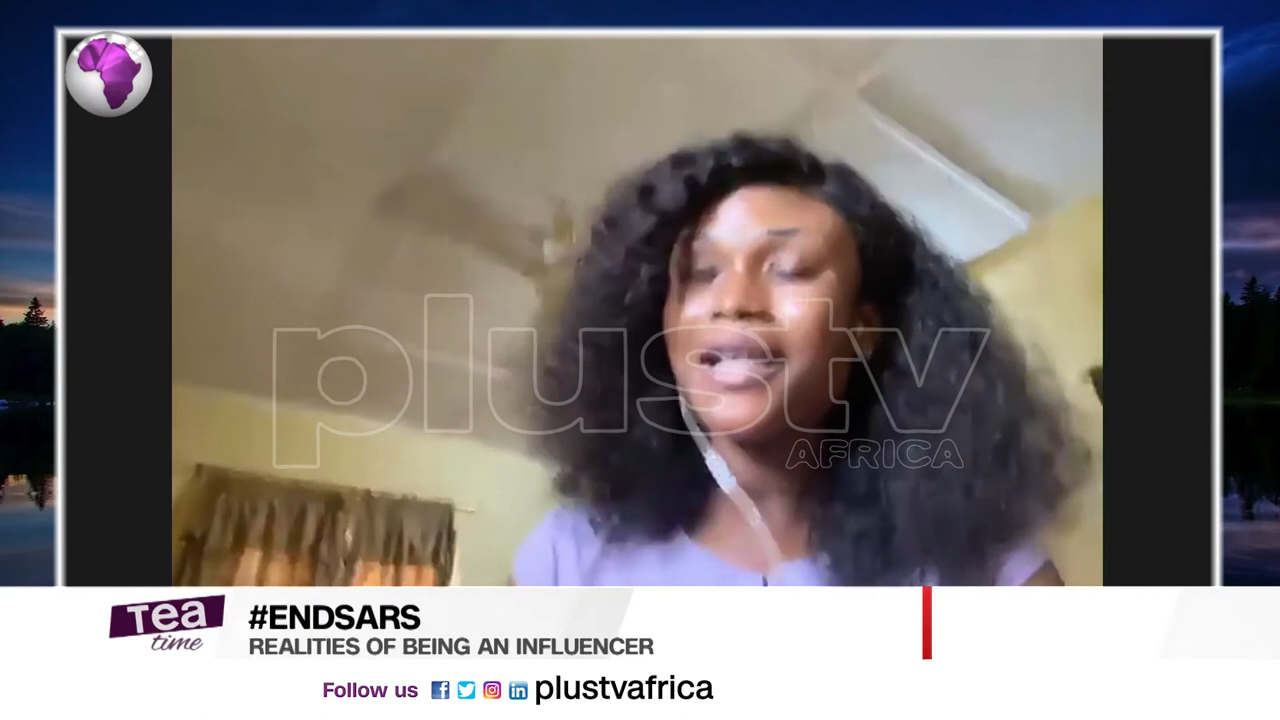 plustv
AFRICA
Tea
time
#ENDSARS
REALITIES OF BEING AN INFLUENCER
Follow us
plustvafrica